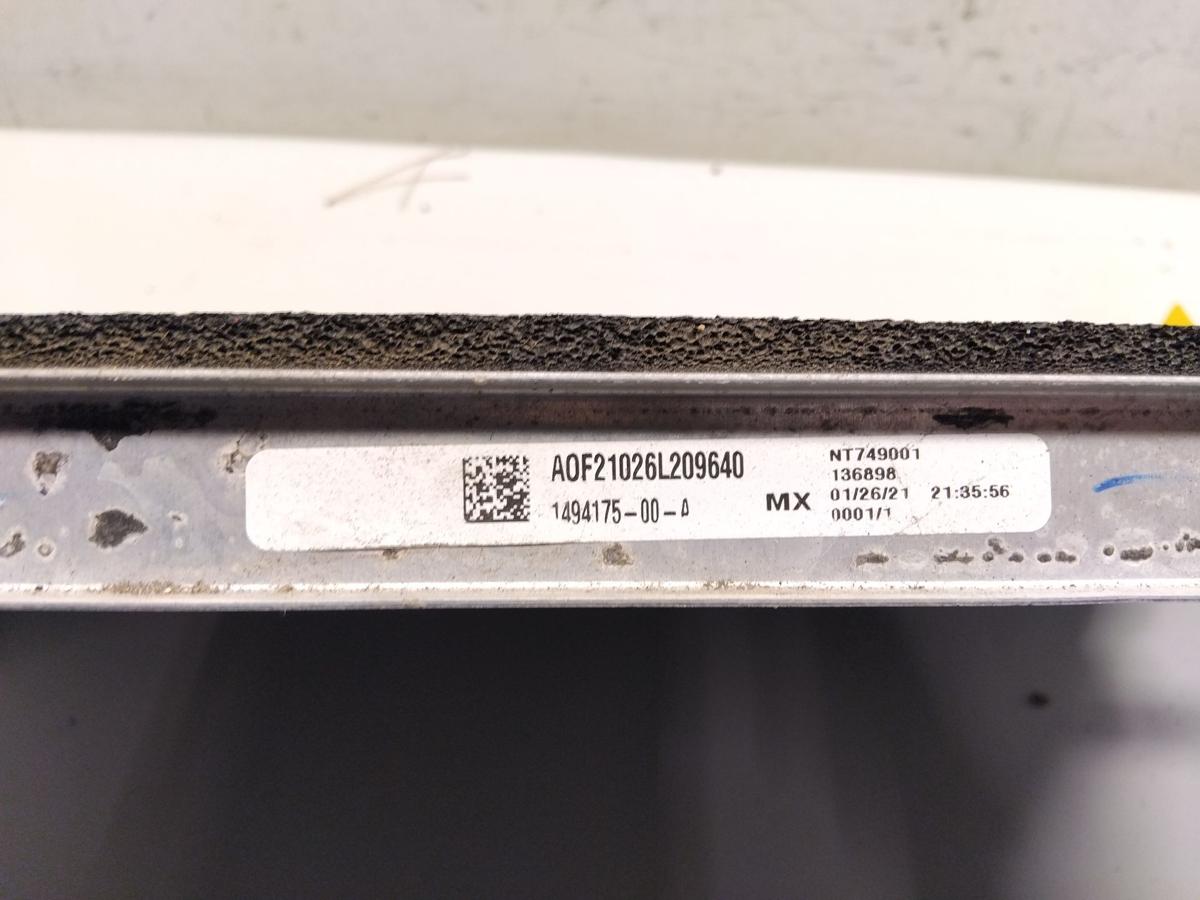 AOF21026L209640
1494175-00-A
MX
NT749001
136898
01/26/21 21:35:56
0001/1